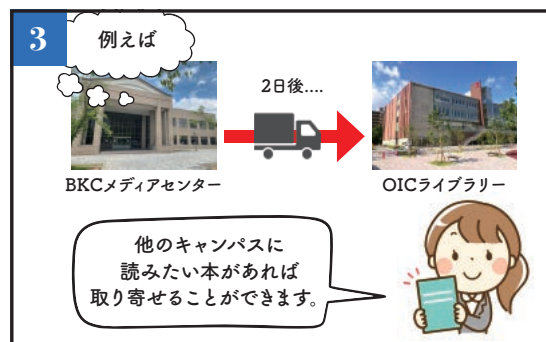 3
例えば
2日後....
BKCメディアセンター
OICライブラリー
他のキャンパスに
読みたい本があれば
取り寄せることができます。